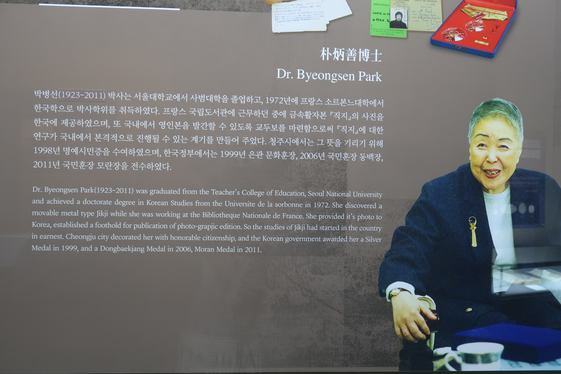 朴炳善博士
Dr. Byeongsen Park
박병선(1923~2011) 박사는 서울대학교에서 사범대학을 졸업하고, 1972년에 프랑스 소르본느대학에서
한국학으로 박사학위를 취득하였다. 프랑스 국립도서관에 근무하던 중에 금속활자본 『직지』의 사진을
한국에 제공하였으며, 또 국내에서 영인본을 발간할 수 있도록 교두보를 마련함으로써 『직지』에 대한
연구가 국내에서 본격적으로 진행될 수 있는 계기를 만들어 주었다. 청주시에서는 그 뜻을 기리기 위해
1998년 명예시민증을 수여하였으며, 한국정부에서는 1999년 은관 문화훈장, 2006년 국민훈장 동백장,
2011년 국민훈장 모란장을 전수하였다.
Dr. Byeongsen Park(1923~2011) was graduated from the Teacher's College of Education, Seoul National University
and achieved a doctorate degree in Korean Studies from the Universite de la sorbonne in 1972. She discovered a
movable metal type Jikji while she was working at the Bibliotheque Nationale de France. She provided it's photo to
Korea, established a foothold for publication of photo-grapjic edition. So the studies of Jikji had started in the country
in earnest. Cheongju city decorated her with honorable citizenship, and the Korean government awarded her a Silver
Medal in 1999, and a Dongbaekjang Medal in 2006, Moran Medal in 2011.